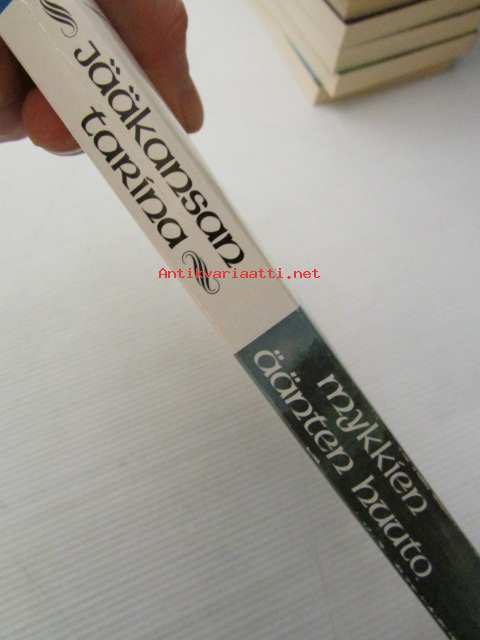 Jääkansan
tarina
Antikvariaatti.net
mykkien
äänten huuto